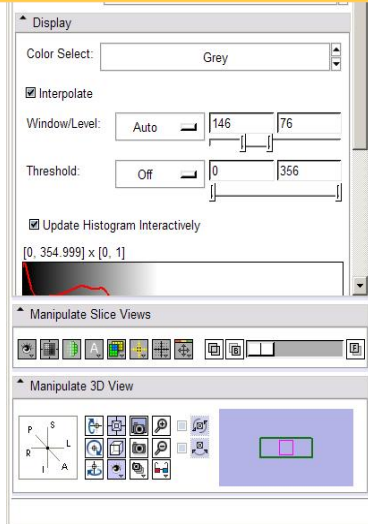 Display
Color Select: Grey
Interpolate
Window/Level: Auto 146 76
Threshold: Off 0 356
Update Histogram Interactively
[0, 354.999] x [0, 1]
Manipulate Slice Views
A B F
Manipulate 3D View
P S
R L
I A